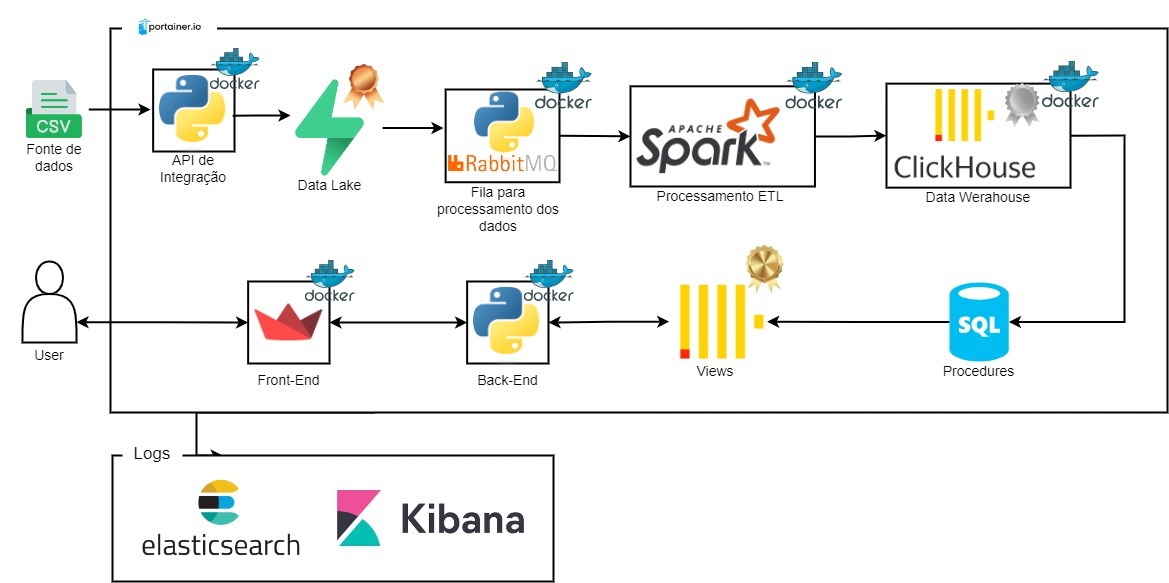 portainer.io
docker
docker
docker
docker
CSV
APACHE
Spark™
RabbitMQ
ClickHouse
Fonte de
dados
API de
Integração
Data Lake
Fila para
processamento dos
dados
Processamento ETL
Data Werahouse
docker
docker
SQL
User
Front-End
Back-End
Views
Procedures
Logs
elasticsearch
Kibana